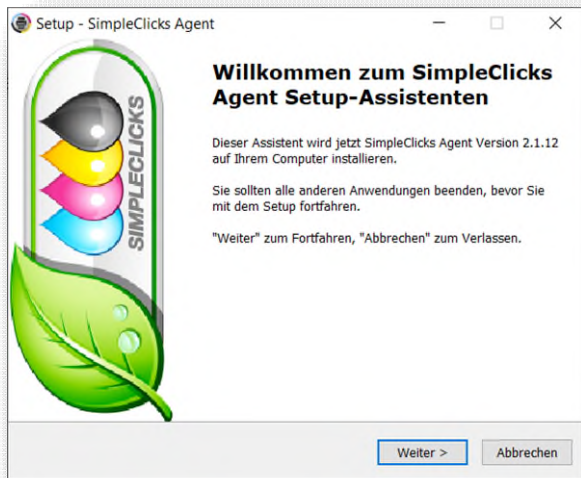 Setup - SimpleClicks Agent
SIMPLECLICKS
Willkommen zum SimpleClicks
Agent Setup-Assistenten
Dieser Assistent wird jetzt SimpleClicks Agent Version 2.1.12
auf Ihrem Computer installieren.
Sie sollten alle anderen Anwendungen beenden, bevor Sie
mit dem Setup fortfahren.
"Weiter" zum Fortfahren, "Abbrechen" zum Verlassen.
Weiter >
Abbrechen